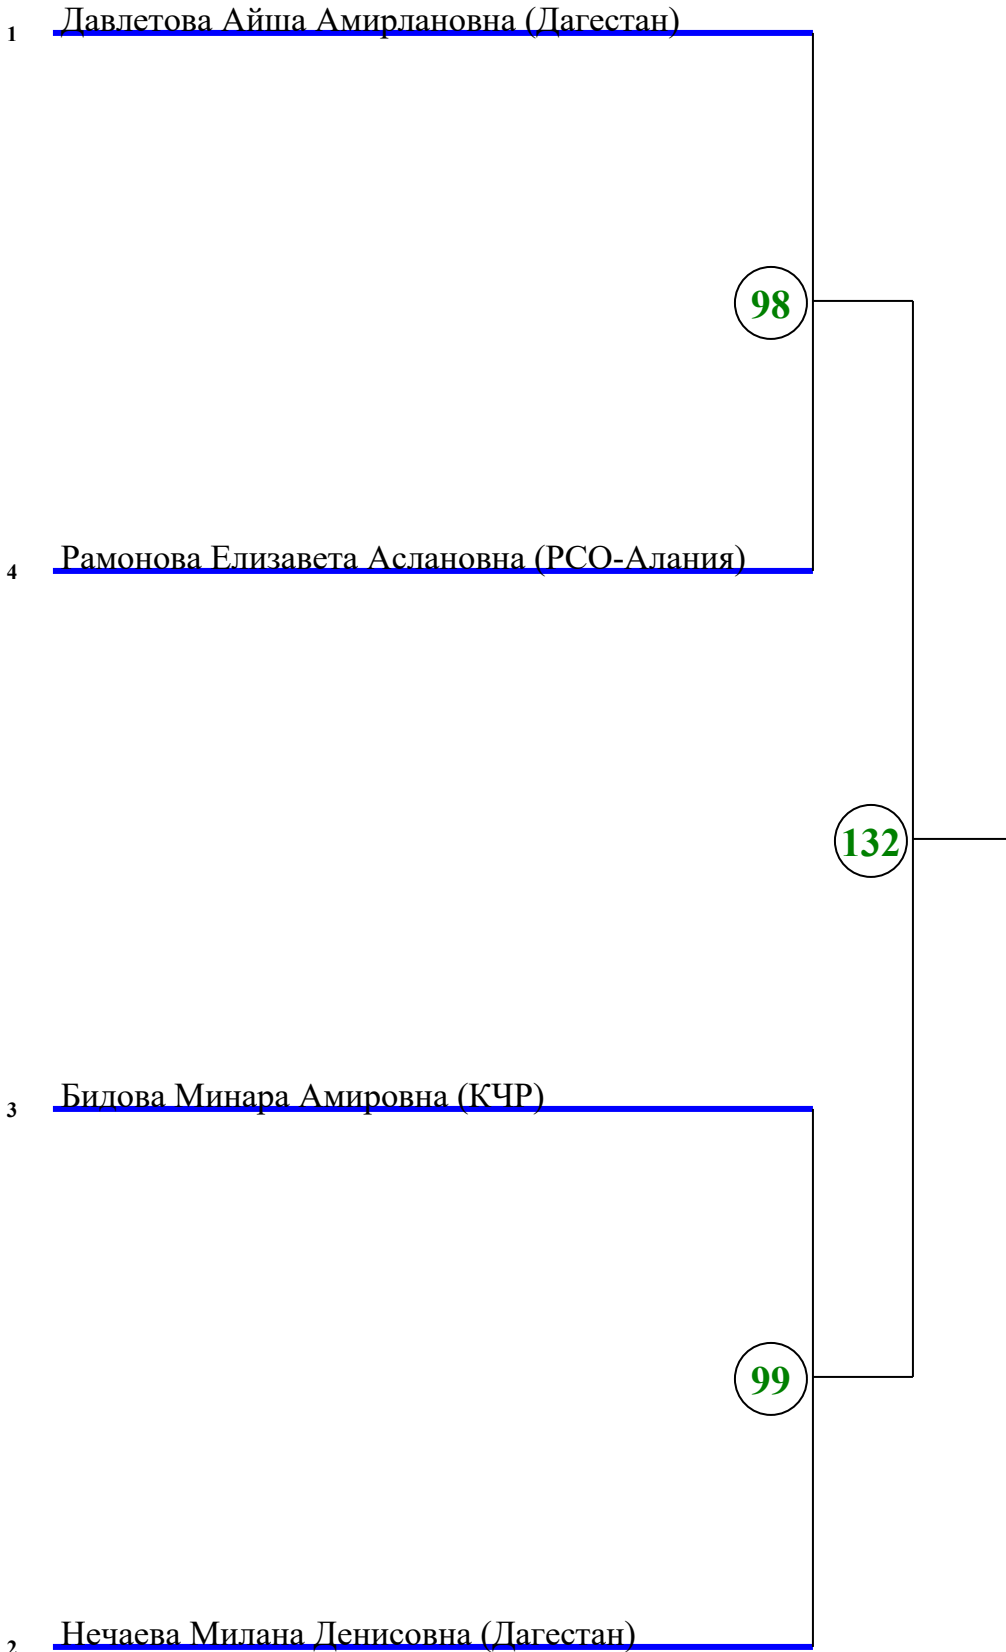 1 Давлетова Айша Амирлановна (Дагестан)
98
4 Рамонова Елизавета Аслановна (РСО-Алания)
132
3 Бидова Минара Амировна (КЧР)
99
2 Нечаева Милана Денисовна (Дагестан)